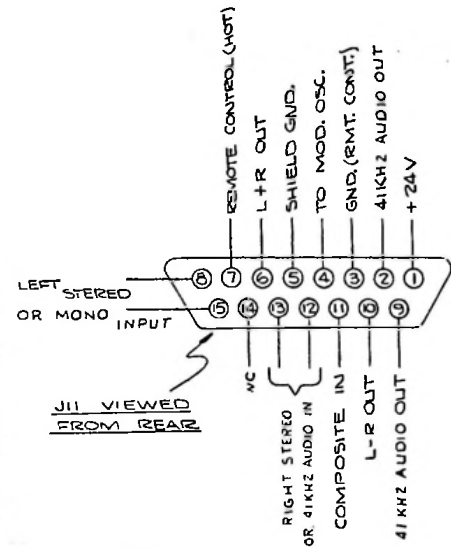 REMOTE CONTROL (HOT)
L+R OUT
SHIELD GND.
TO MOD. OSC.
GND. (RMT. CONT.)
41KHZ AUDIO OUT
+24V
8 7 6 5 4 3 2 1
LEFT STEREO
OR MONO INPUT
15 14 13 12 11 10 9
J11 VIEWED
FROM REAR
NC
RIGHT STEREO
OR 41KHZ AUDIO IN
COMPOSITE IN
L-R OUT
41KHZ AUDIO OUT